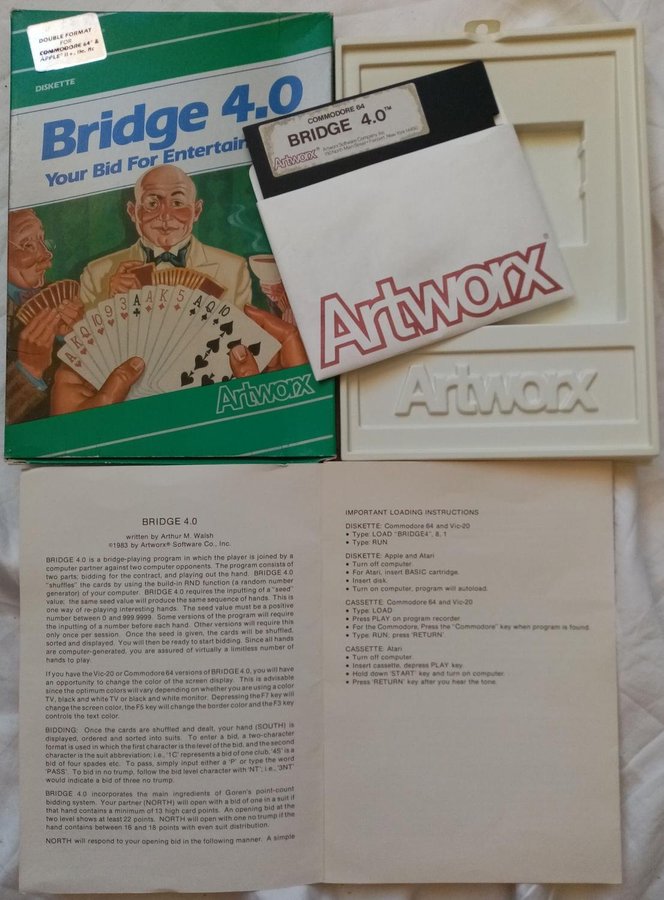 DOUBLE FORMAT
FOR
COMMODORE 64® &
APPLE II+, IIe, IIc
DISKETTE
Bridge 4.0
Your Bid For Entertain
A K Q 10 9 3 A A K 5 A Q 10
Artworx
COMMODORE 64
BRIDGE 4.0™
Artworx® Artworx Software Company, Inc.
150 North Main Street • Fairport, New York 14450
Artworx®
Artworx
BRIDGE 4.0
written by Arthur M. Walsh
©1983 by Artworx® Software Co., Inc.
BRIDGE 4.0 is a bridge-playing program in which the player is joined by a
computer partner against two computer opponents. The program consists of
two parts; bidding for the contract, and playing out the hand. BRIDGE 4.0
"shuffles" the cards by using the build-in RND function (a random number
generator) of your computer. BRIDGE 4.0 requires the inputting of a "seed"
value; the same seed value will produce the same sequence of hands. This is
one way of re-playing interesting hands. The seed value must be a positive
number between 0 and 999.9999. Some versions of the program will require
the inputting of a number before each hand. Other versions will require this
only once per session. Once the seed is given, the cards will be shuffled,
sorted and displayed. You will then be ready to start bidding. Since all hands
are computer-generated, you are assured of virtually a limitless number of
hands to play.
If you have the Vic-20 or Commodore 64 versions of BRIDGE 4.0, you will have
an opportunity to change the color of the screen display. This is advisable
since the optimum colors will vary depending on whether you are using a color
TV, black and white TV or black and white monitor. Depressing the F7 key will
change the screen color, the F5 key will change the border color and the F3 key
controls the text color.
BIDDING: Once the cards are shuffled and dealt, your hand (SOUTH) is
displayed, ordered and sorted into suits. To enter a bid, a two-character
format is used in which the first character is the level of the bid, and the second
character is the suit abbreviation; i.e., '1C' represents a bid of one club, '4S' is a
bid of four spades etc. To pass, simply input either a 'P' or type the word
'PASS'. To bid in no trump, follow the bid level character with 'NT'; i.e., '3NT'
would indicate a bid of three no trump.
BRIDGE 4.0 incorporates the main ingredients of Goren's point-count
bidding system. Your partner (NORTH) will open with a bid of one in a suit if
that hand contains a minimum of 13 high card points. An opening bid at the
two level shows at least 22 points. NORTH will open with one no trump if the
hand contains between 16 and 18 points with even suit distribution.
NORTH will respond to your opening bid in the following manner. A simple
IMPORTANT LOADING INSTRUCTIONS
DISKETTE: Commodore 64 and Vic-20
• Type: LOAD "BRIDGE4", 8, 1
• Type: RUN
DISKETTE: Apple and Atari
• Turn off computer
• For Atari, insert BASIC cartridge.
• Insert disk.
• Turn on computer, program will autoload.
CASSETTE: Commodore 64 and Vic-20
• Type: LOAD
• Press PLAY on program recorder
• For the Commodore, Press the "Commodore" key when program is found.
• Type: RUN, press 'RETURN'
CASSETTE: Atari
• Turn off computer
• Insert cassette, depress PLAY key.
• Hold down 'START' key and turn on computer.
• Press 'RETURN' key after you hear the tone.